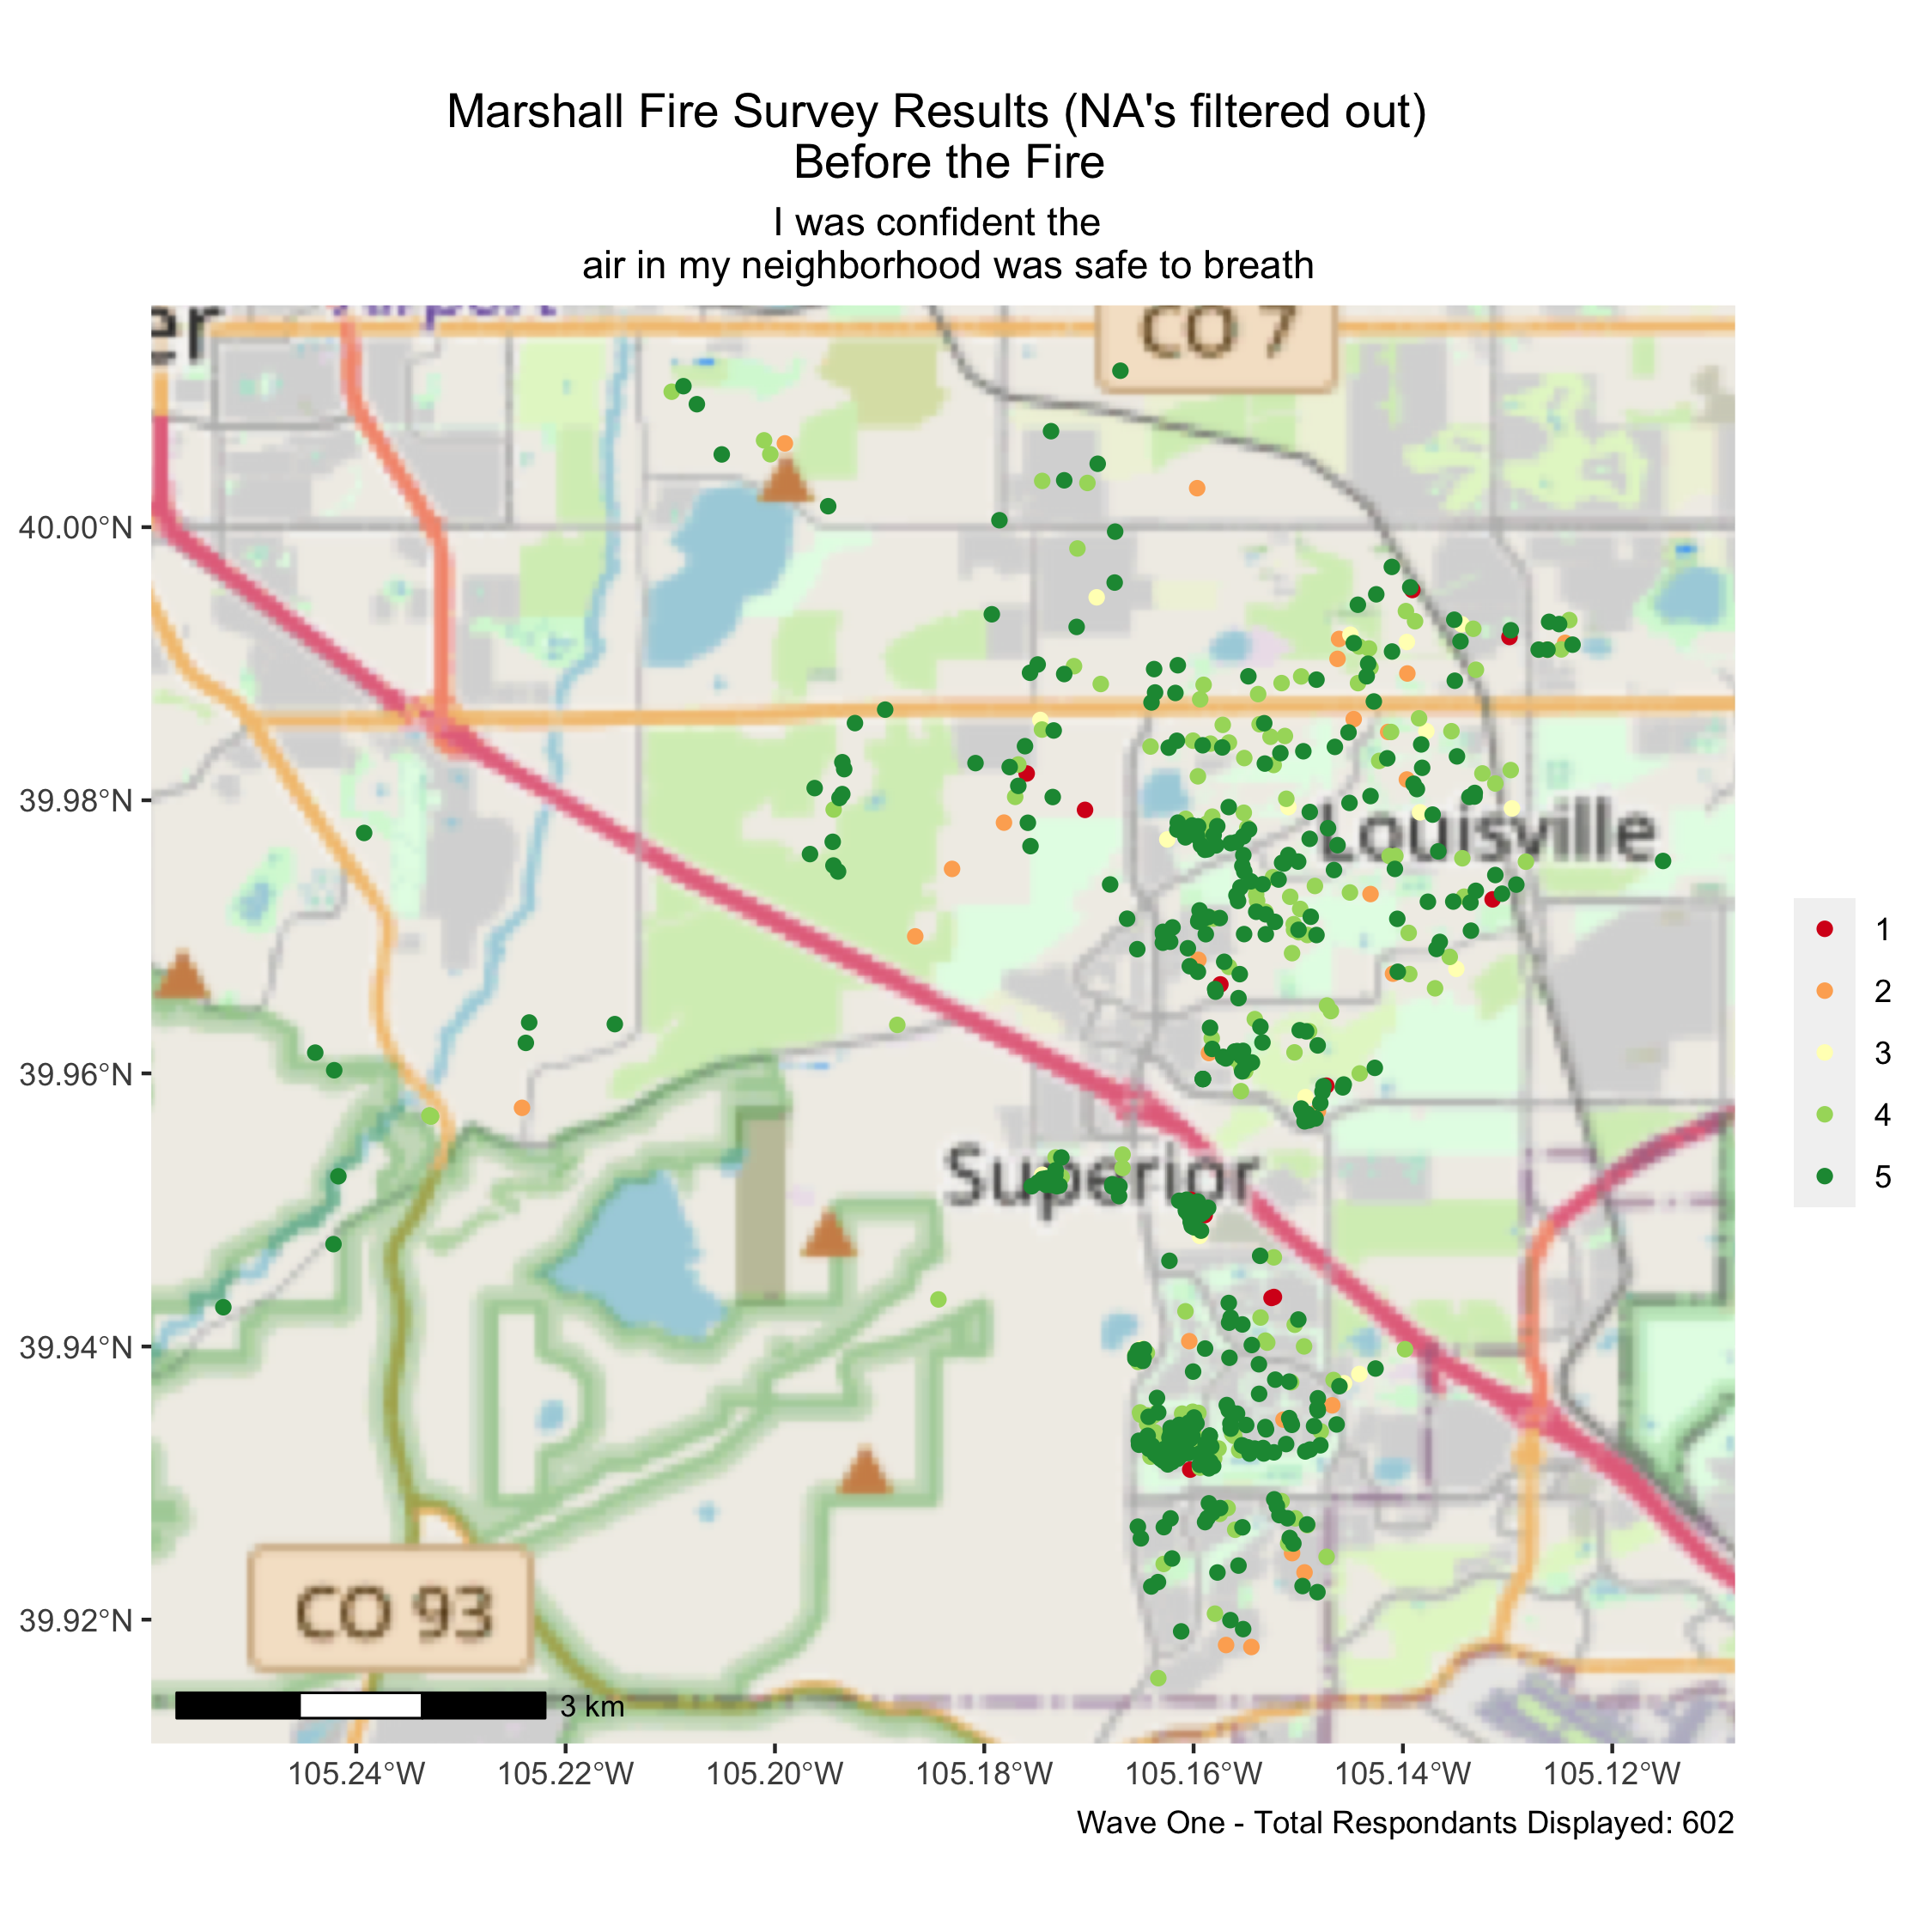 Marshall Fire Survey Results (NA's filtered out)
Before the Fire
I was confident the
air in my neighborhood was safe to breath
er
Airport
CO 7
40.00°N
39.98°N
Louisville
1
2
3
4
5
39.96°N
Superior
39.94°N
39.92°N
CO 93
3 km
105.24°W 105.22°W 105.20°W 105.18°W 105.16°W 105.14°W 105.12°W
Wave One - Total Respondants Displayed: 602